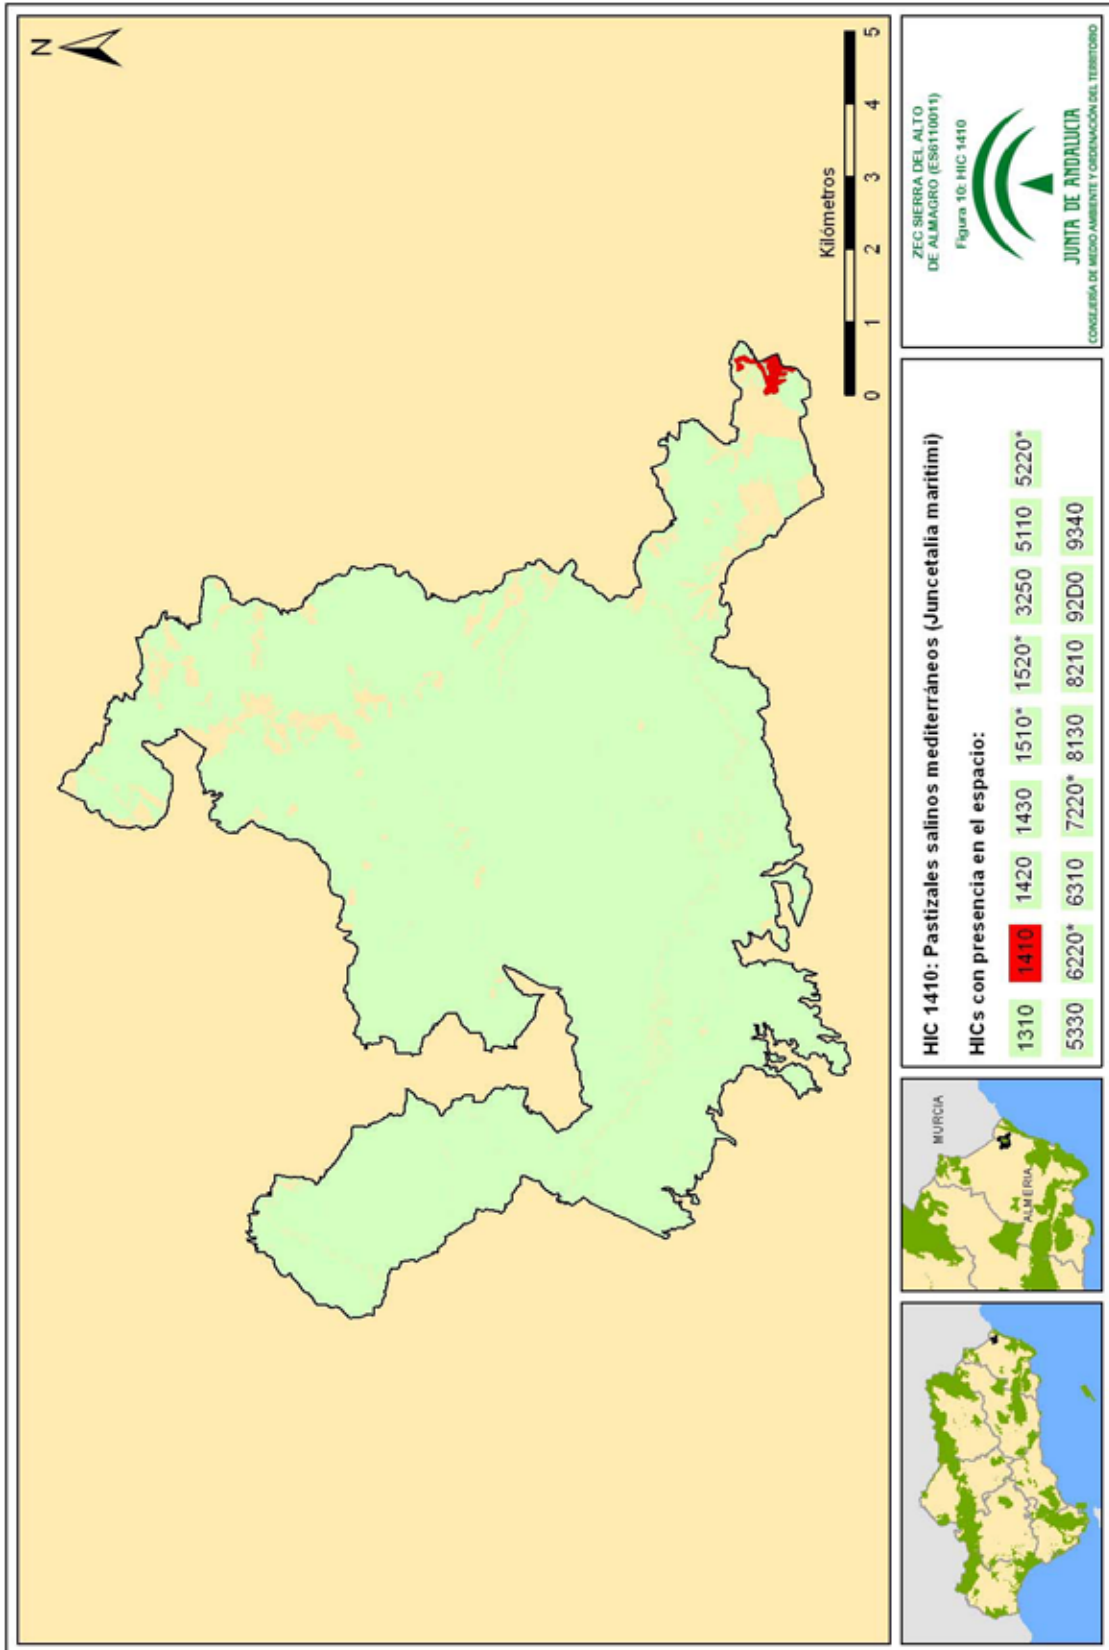 N
Kilómetros
0 1 2 3 4 5
MURCIA
ALMERIA
HIC 1410: Pastizales salinos mediterráneos (Juncetalia maritimi)
HICs con presencia en el espacio:
1310 1410 1420 1430 1510* 1520* 3250 5110 5220*
5330 6220* 6310 7220* 8130 8210 92D0 9340
ZEC SIERRA DEL ALTO
DE ALMAGRO (ES6110011)
Figura 10: HIC 1410
JUNTA DE ANDALUCIA
CONSEJERÍA DE MEDIO AMBIENTE Y ORDENACIÓN DEL TERRITORIO